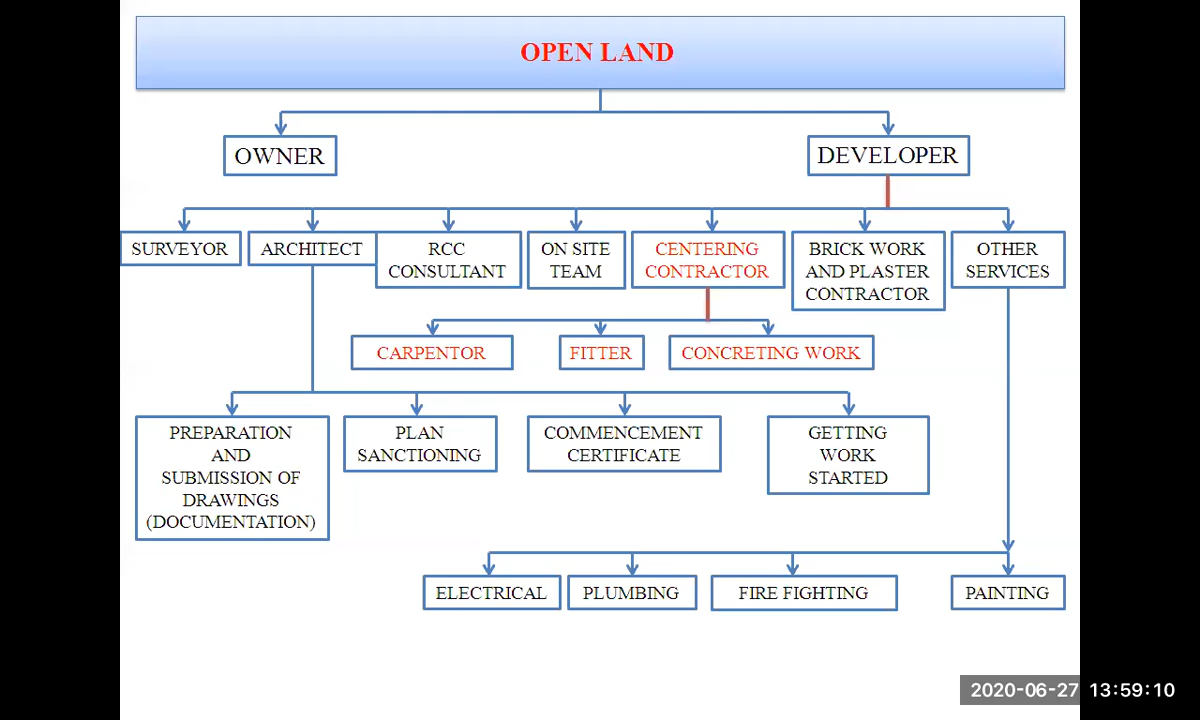 OPEN LAND
OWNER
DEVELOPER
SURVEYOR
ARCHITECT
RCC
CONSULTANT
ON SITE
TEAM
CENTERING
CONTRACTOR
BRICK WORK
AND PLASTER
CONTRACTOR
OTHER
SERVICES
CARPENTOR
FITTER
CONCRETING WORK
PREPARATION
AND
SUBMISSION OF
DRAWINGS
(DOCUMENTATION)
PLAN
SANCTIONING
COMMENCEMENT
CERTIFICATE
GETTING
WORK
STARTED
ELECTRICAL
PLUMBING
FIRE FIGHTING
PAINTING
2020-06-27 13:59:10